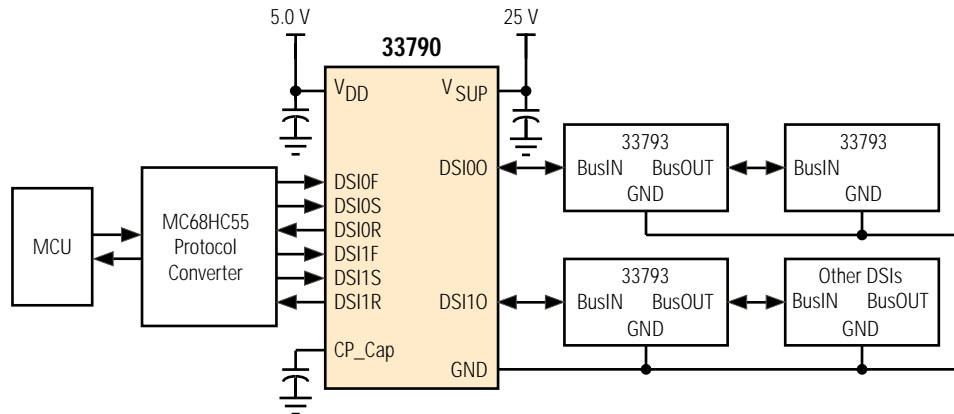 5.0 V
25 V
33790
VDD
VSUP
33793
BusIN BusOUT
GND
33793
BusIN
GND
DSI0O
DSI0F
DSI0S
DSI0R
DSI1F
DSI1S
DSI1R
MCU
MC68HC55
Protocol
Converter
DSI1O
33793
BusIN BusOUT
GND
Other DSIs
BusIN BusOUT
GND
CP_Cap
GND